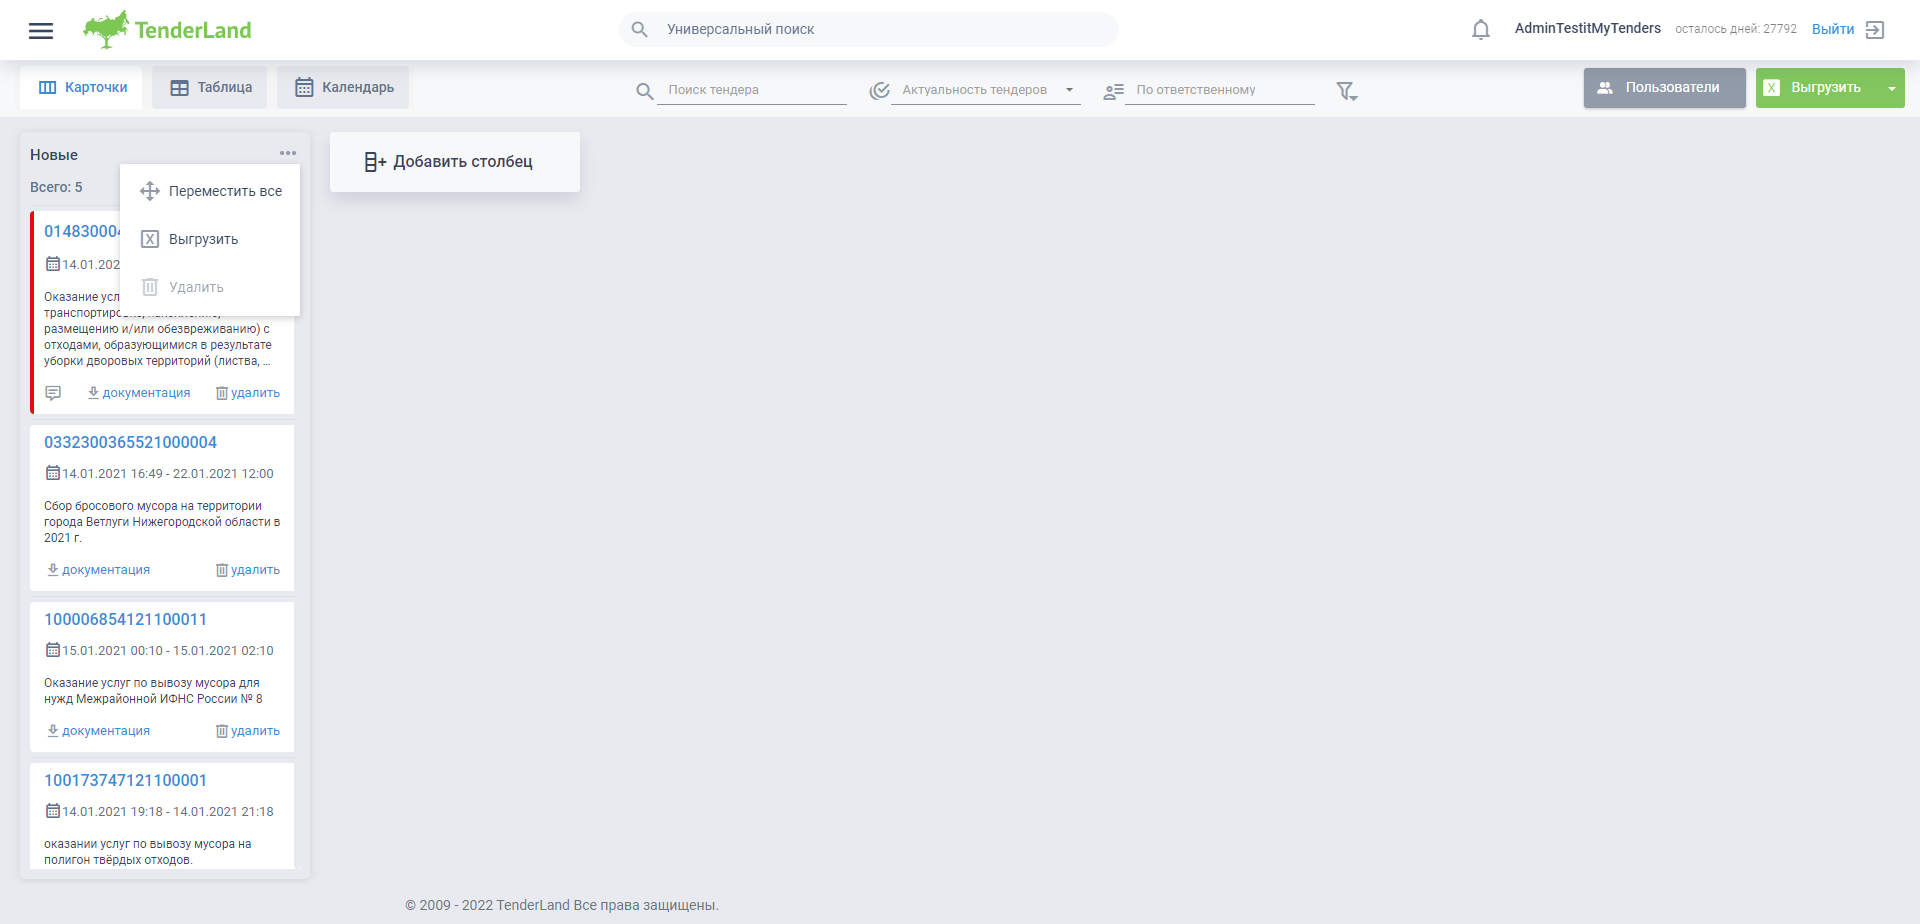 TenderLand
Универсальный поиск
AdminTestitMyTenders
осталось дней: 27792
Выйти
Карточки
Таблица
Календарь
Поиск тендера
Актуальность тендеров
По ответственному
Пользователи
X Выгрузить
Новые
Всего: 5
Переместить все
X Выгрузить
Удалить
Добавить столбец
01483000
14.01.202
Оказание усл
размещению и/или обезвреживанию) с
отходами, образующимися в результате
уборки дворовых территорий (листва, ...
документация
удалить
0332300365521000004
14.01.2021 16:49 - 22.01.2021 12:00
Сбор бросового мусора на территории
города Ветлуги Нижегородской области в
2021 г.
документация
удалить
100006854121100011
15.01.2021 00:10 - 15.01.2021 02:10
Оказание услуг по вывозу мусора для
нужд Межрайонной ИФНС России № 8
документация
удалить
100173747121100001
14.01.2021 19:18 - 14.01.2021 21:18
оказании услуг по вывозу мусора на
полигон твёрдых отходов.
© 2009 - 2022 TenderLand Все права защищены.